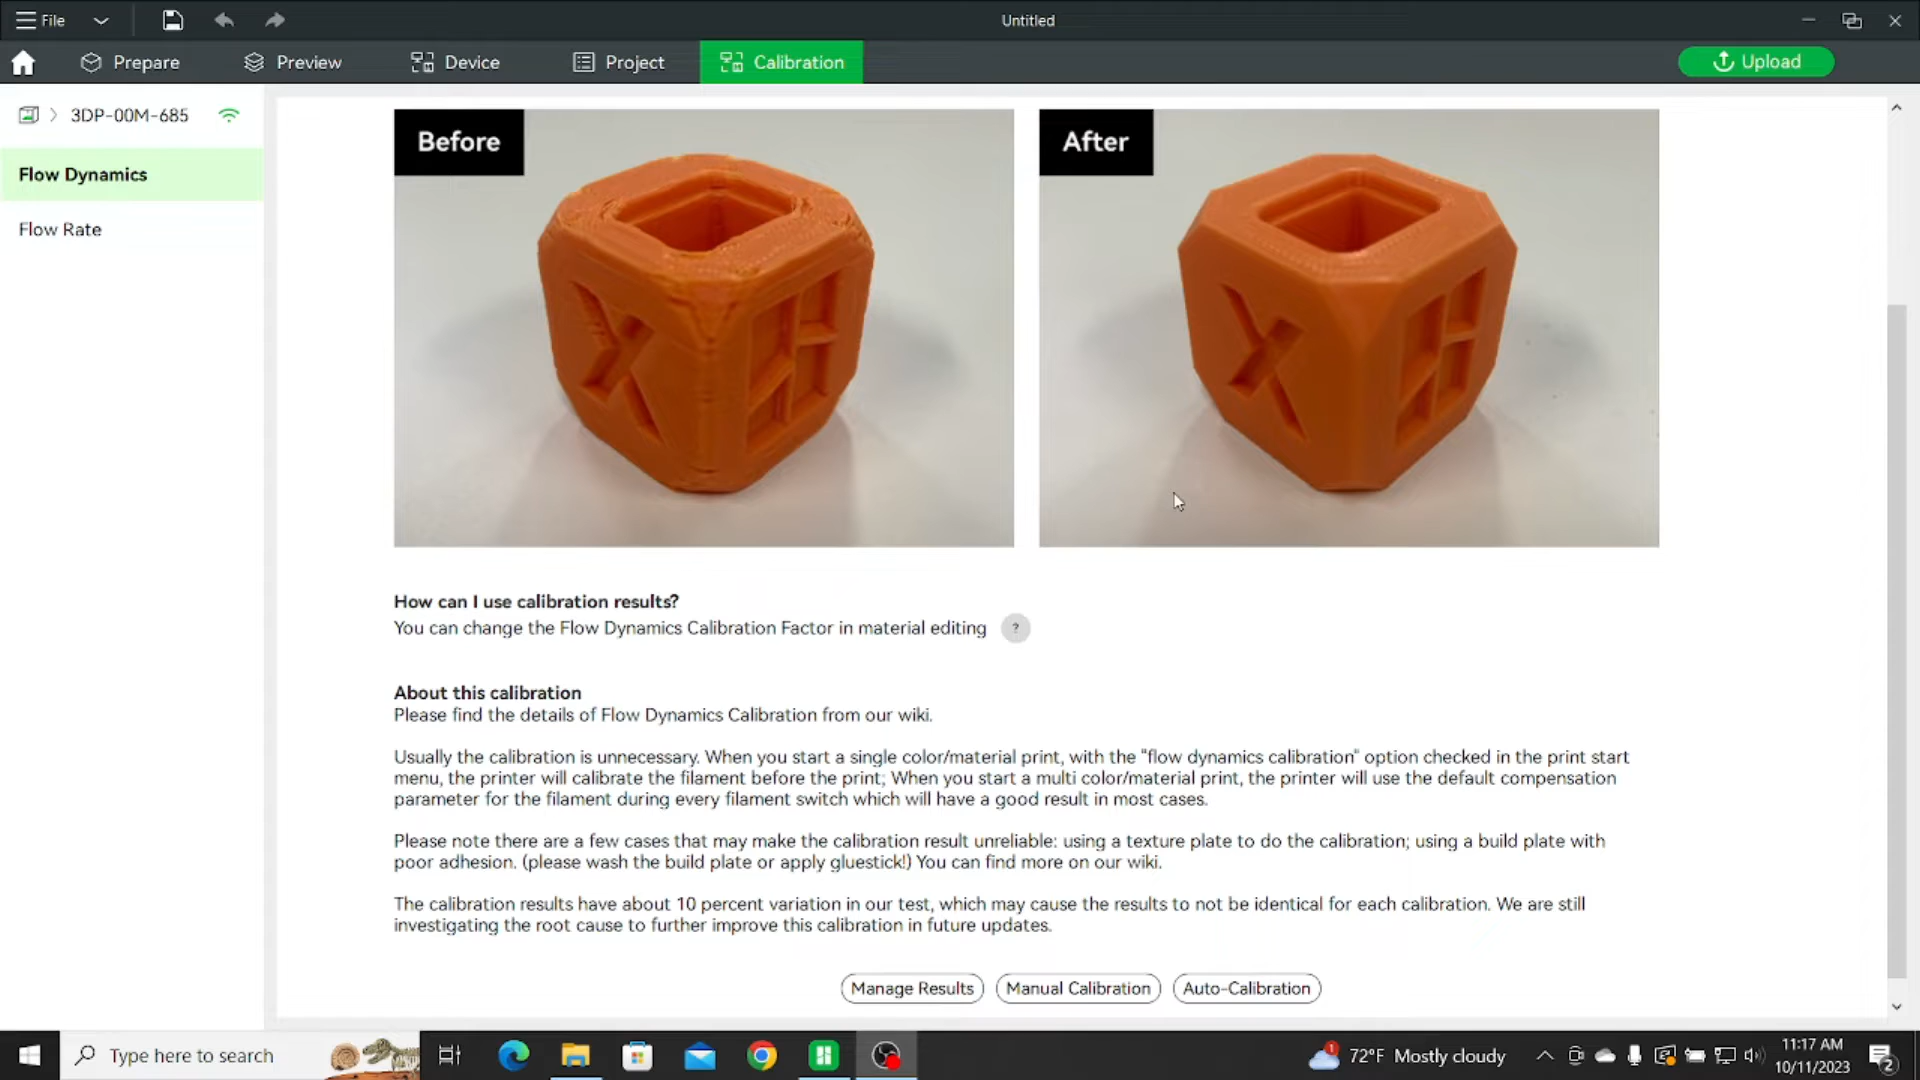 File
Untitled
Prepare
Preview
Device
Project
Calibration
Upload
3DP-00M-685
Flow Dynamics
Flow Rate
Before
After
X
H
How can I use calibration results?
You can change the Flow Dynamics Calibration Factor in material editing ?
About this calibration
Please find the details of Flow Dynamics Calibration from our wiki.
Usually the calibration is unnecessary. When you start a single color/material print, with the "flow dynamics calibration" option checked in the print start
menu, the printer will calibrate the filament before the print; When you start a multi color/material print, the printer will use the default compensation
parameter for the filament during every filament switch which will have a good result in most cases.
Please note there are a few cases that may make the calibration result unreliable: using a texture plate to do the calibration; using a build plate with
poor adhesion. (please wash the build plate or apply gluestick!) You can find more on our wiki.
The calibration results have about 10 percent variation in our test, which may cause the results to not be identical for each calibration. We are still
investigating the root cause to further improve this calibration in future updates.
Manage Results
Manual Calibration
Auto-Calibration
Type here to search
1
72°F Mostly cloudy
11:17 AM
10/11/2023
2